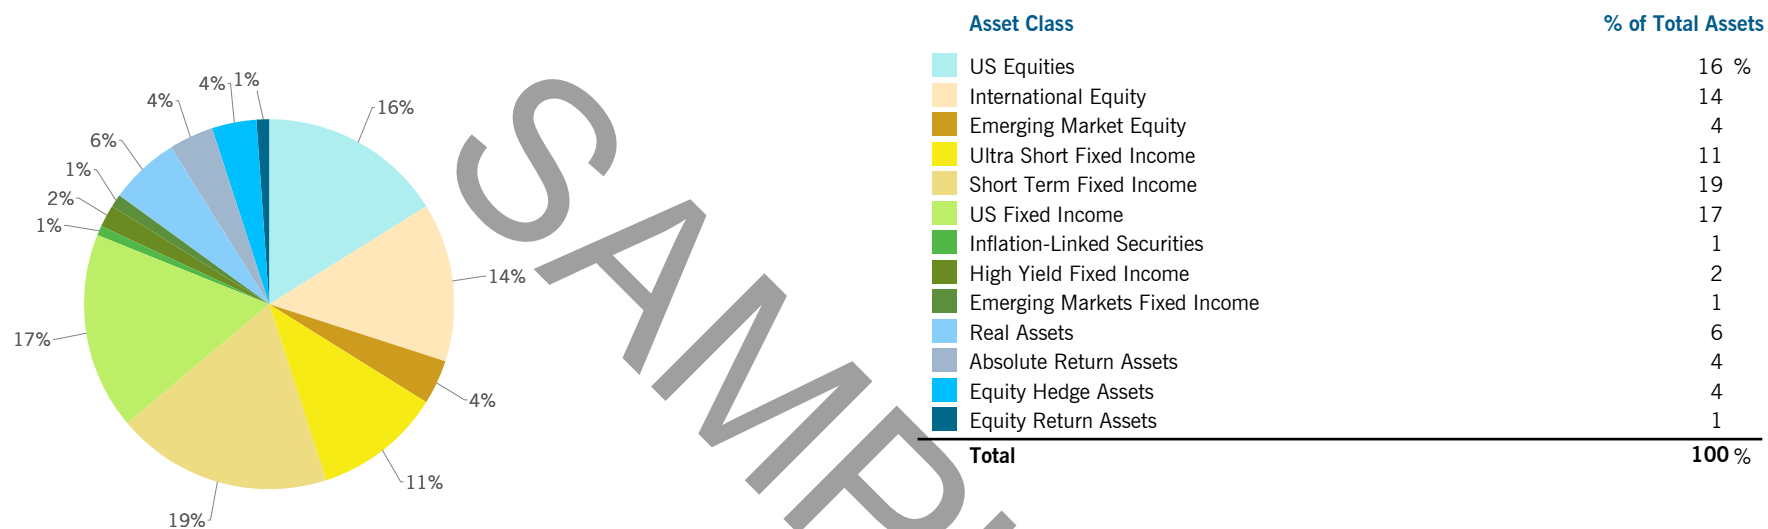 Asset Class % of Total Assets
US Equities 16 %
International Equity 14
Emerging Market Equity 4
Ultra Short Fixed Income 11
Short Term Fixed Income 19
US Fixed Income 17
Inflation-Linked Securities 1
High Yield Fixed Income 2
Emerging Markets Fixed Income 1
Real Assets 6
Absolute Return Assets 4
Equity Hedge Assets 4
Equity Return Assets 1
Total 100 %
16%
14%
4%
11%
19%
17%
1%
2%
1%
6%
4%
4%
1%
SAMP